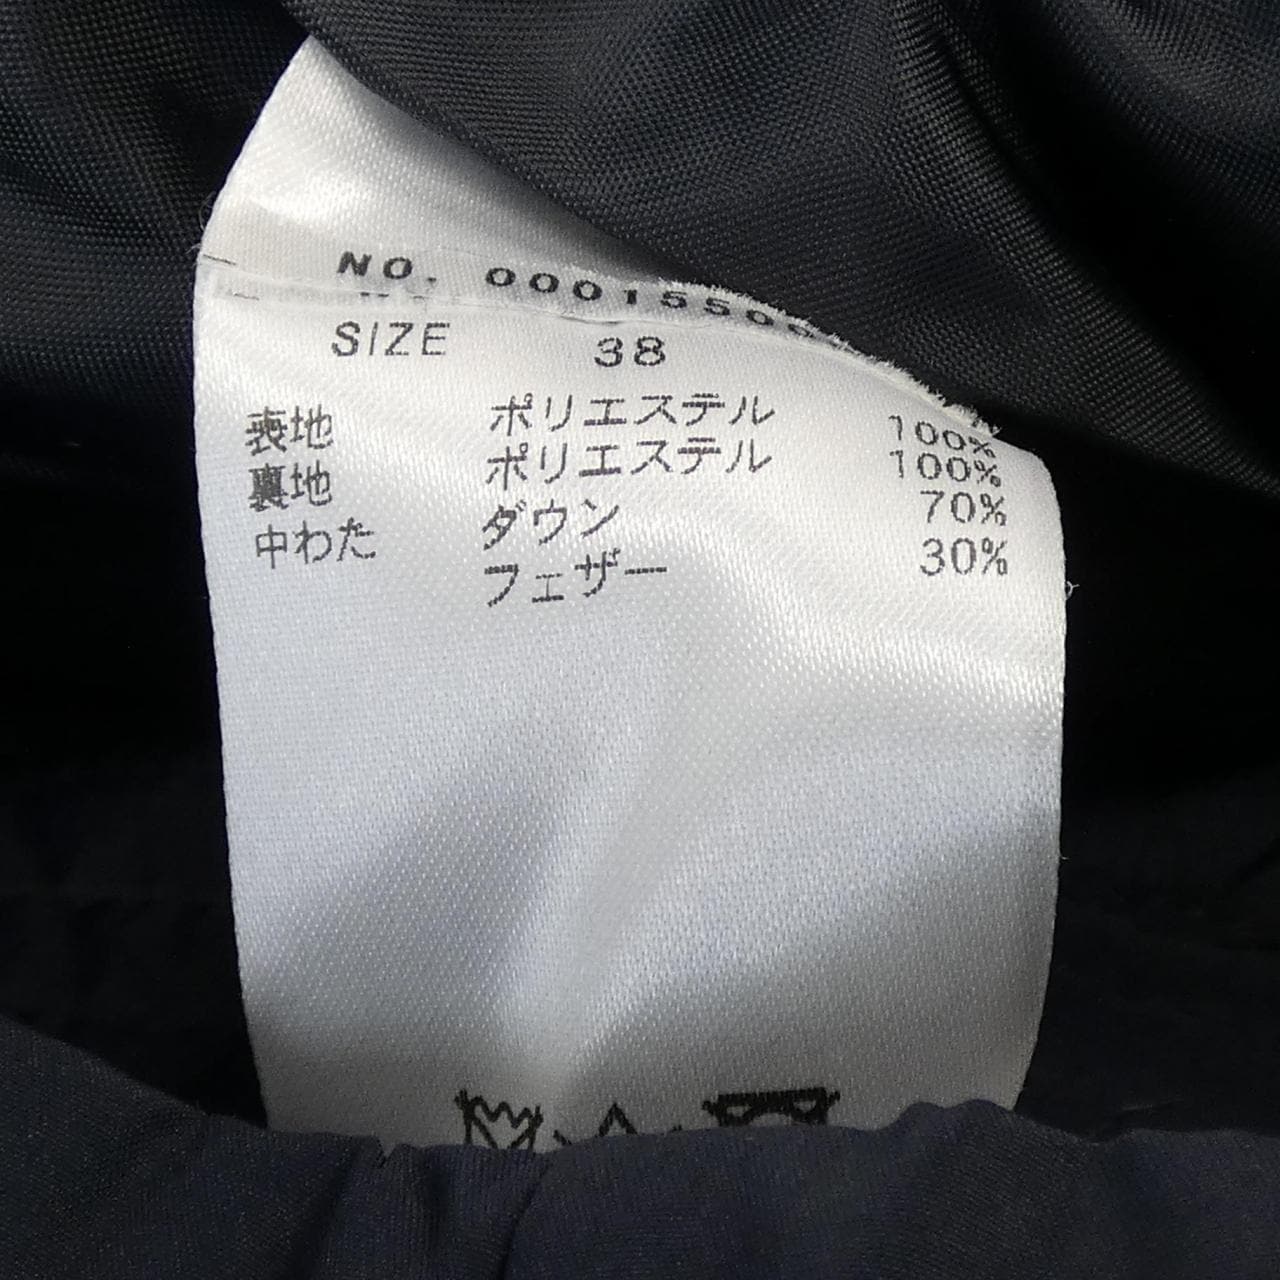 NO. 0001550
SIZE 38
表地 ポリエステル 100%
裏地 ポリエステル 100%
中わた ダウン 70%
フェザー 30%